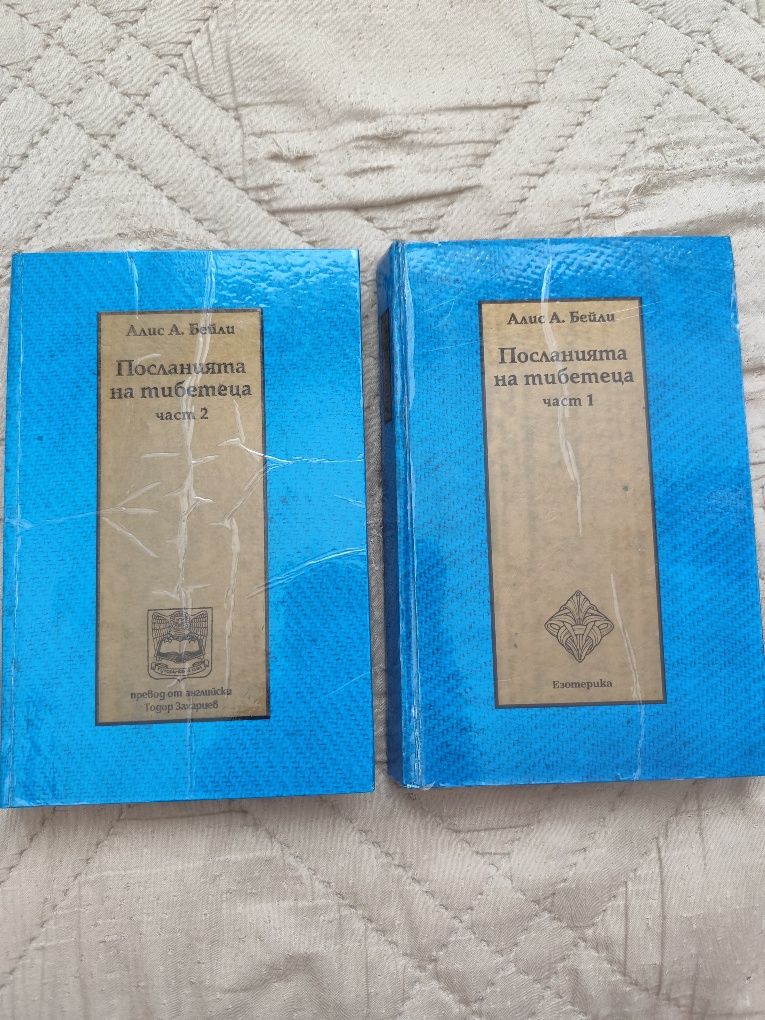 Алис А. Бейли
Посланията
на тибетеца
част 2
превод от английски
Тодор Захариев
Алис А. Бейли
Посланията
на тибетеца
част 1
Езотерика